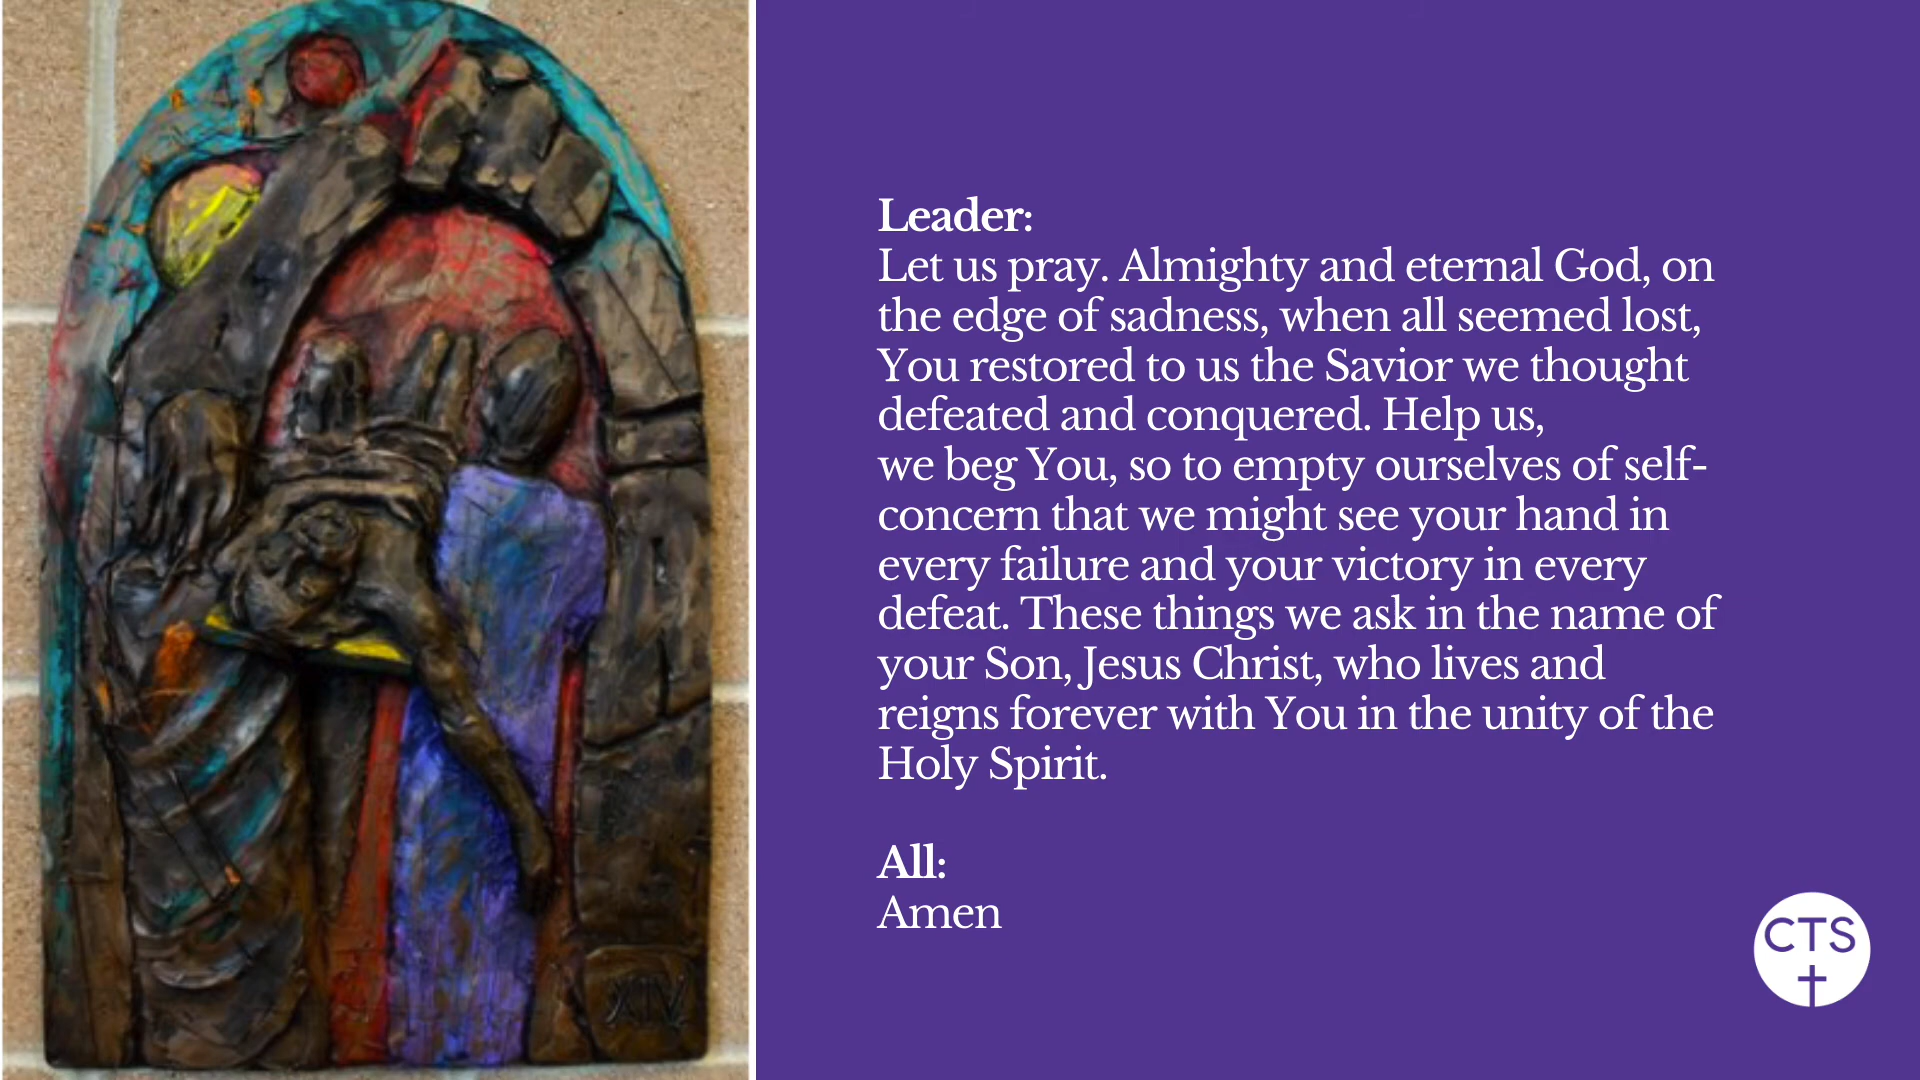 Leader:
Let us pray. Almighty and eternal God, on
the edge of sadness, when all seemed lost,
You restored to us the Savior we thought
defeated and conquered. Help us,
we beg You, so to empty ourselves of self-
concern that we might see your hand in
every failure and your victory in every
defeat. These things we ask in the name of
your Son, Jesus Christ, who lives and
reigns forever with You in the unity of the
Holy Spirit.
All:
Amen
CTS
XIV